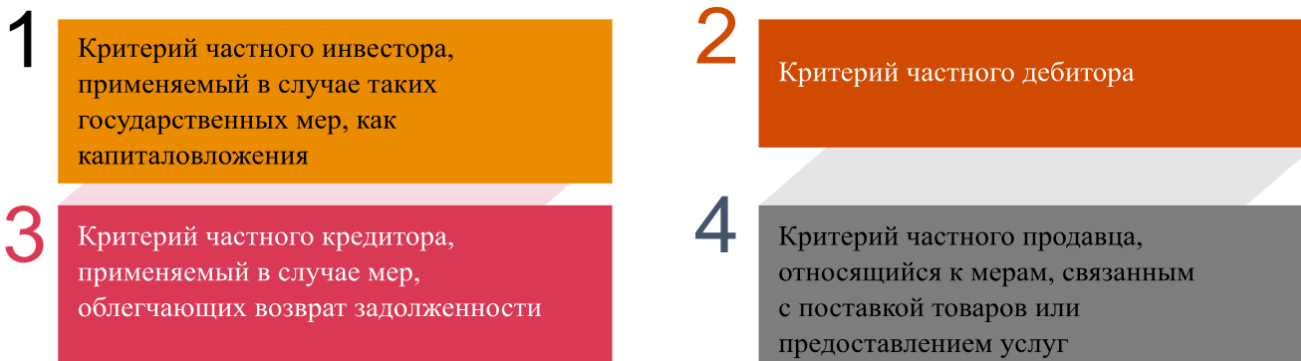 1
Критерий частного инвестора,
применяемый в случае таких
государственных мер, как
капиталовложения
2
Критерий частного дебитора
3
Критерий частного кредитора,
применяемый в случае мер,
облегчающих возврат задолженности
4
Критерий частного продавца,
относящийся к мерам, связанным
с поставкой товаров или
предоставлением услуг